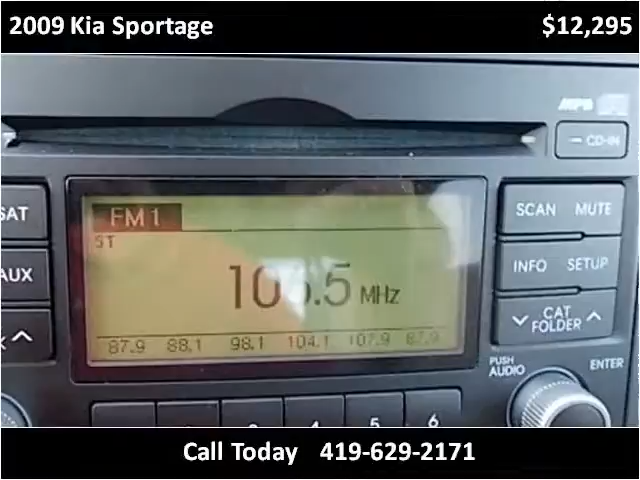 2009 Kia Sportage $12,295
MP3
CD-IN
SAT SCAN MUTE
FM1
ST
AUX INFO SETUP
MHz
CAT
FOLDER
87.9 88.1 98.1 104.1 107.9 87.9
PUSH ENTER
AUDIO
4 5 6
Call Today 419-629-2171